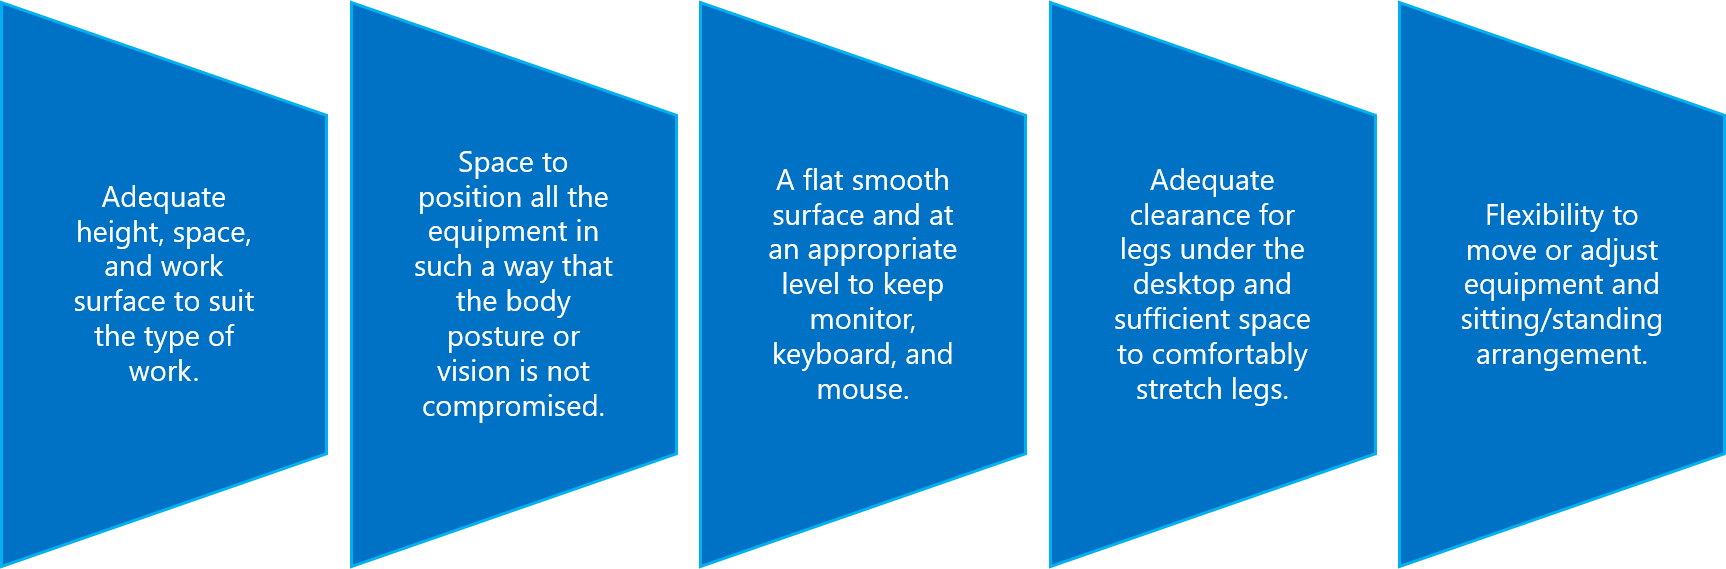 Adequate
height, space,
and work
surface to suit
the type of
work.
Space to
position all the
equipment in
such a way that
the body
posture or
vision is not
compromised.
A flat smooth
surface and at
an appropriate
level to keep
monitor,
keyboard, and
mouse.
Adequate
clearance for
legs under the
desktop and
sufficient space
to comfortably
stretch legs.
Flexibility to
move or adjust
equipment and
sitting/standing
arrangement.